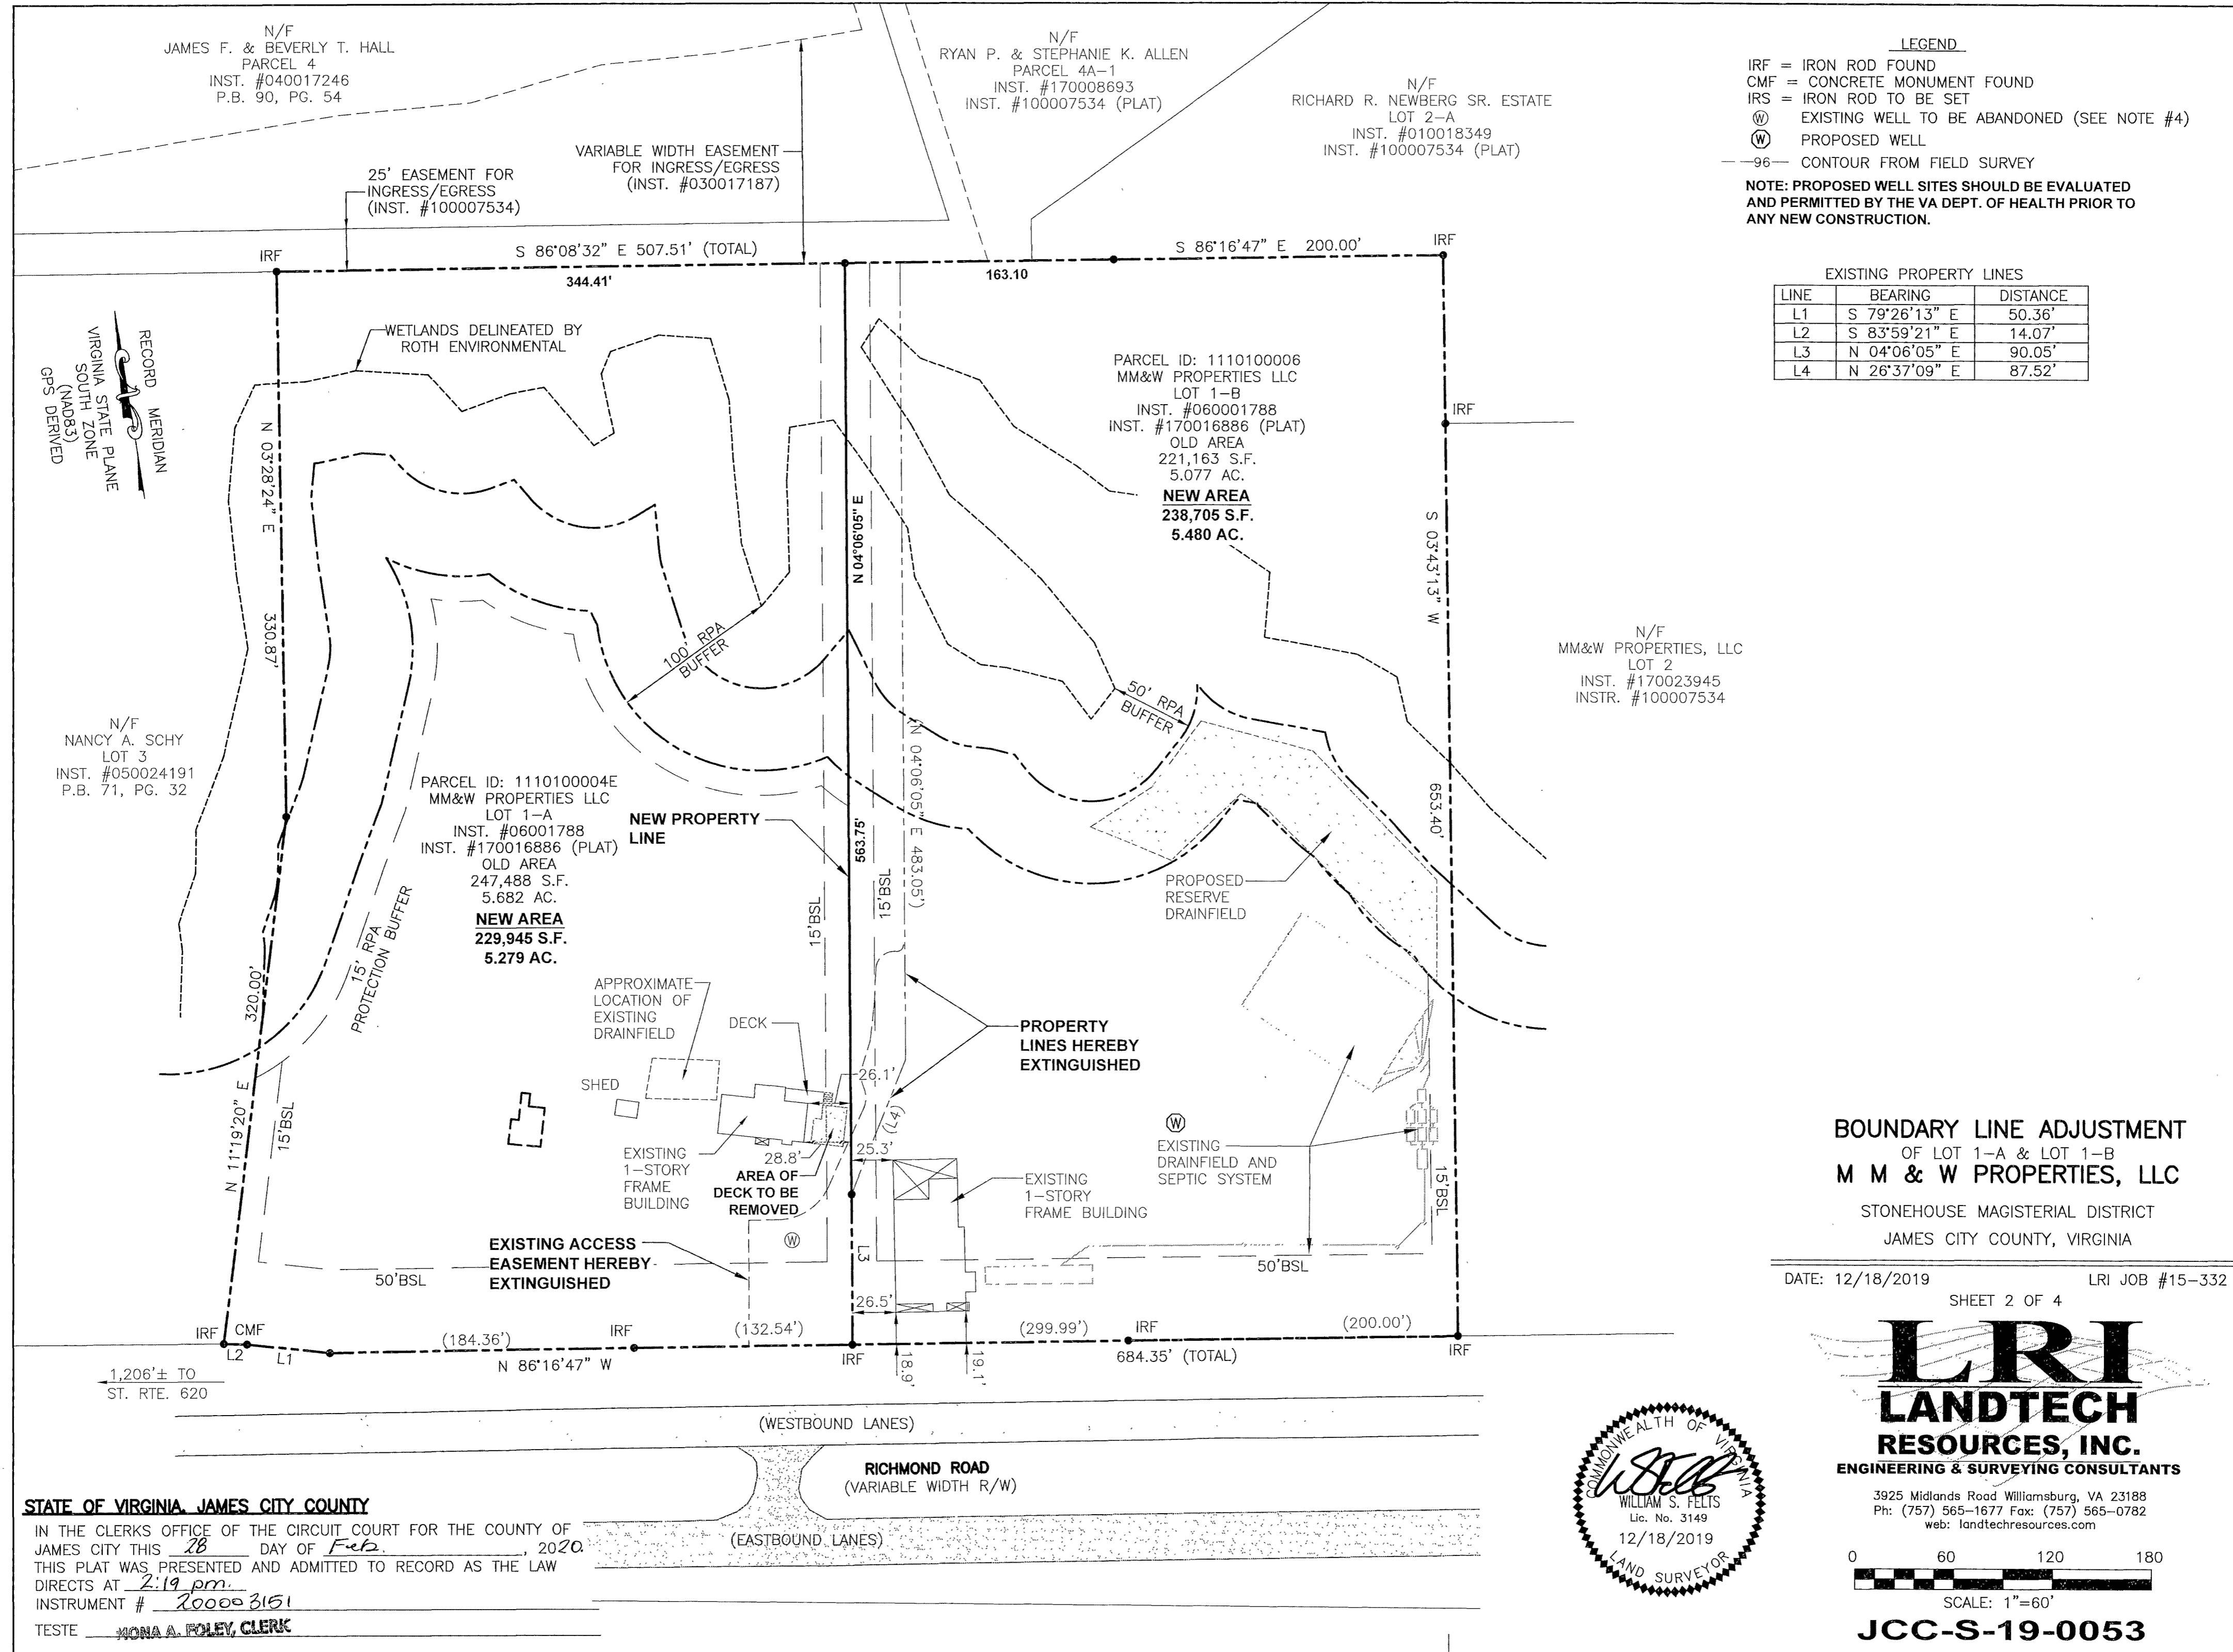 N/F
JAMES F. & BEVERLY T. HALL
PARCEL 4
INST. #040017246
P.B. 90, PG. 54
N/F
RYAN P. & STEPHANIE K. ALLEN
PARCEL 4A-1
INST. #170008693
INST. #100007534 (PLAT)
N/F
RICHARD R. NEWBERG SR. ESTATE
LOT 2-A
INST. #010018349
INST. #100007534 (PLAT)
25' EASEMENT FOR
INGRESS/EGRESS
(INST. #100007534)
VARIABLE WIDTH EASEMENT
FOR INGRESS/EGRESS
(INST. #030017187)
LEGEND
IRF = IRON ROD FOUND
CMF = CONCRETE MONUMENT FOUND
IRS = IRON ROD TO BE SET
W EXISTING WELL TO BE ABANDONED (SEE NOTE #4)
W PROPOSED WELL
96 CONTOUR FROM FIELD SURVEY
NOTE: PROPOSED WELL SITES SHOULD BE EVALUATED
AND PERMITTED BY THE VA DEPT. OF HEALTH PRIOR TO
ANY NEW CONSTRUCTION.
EXISTING PROPERTY LINES
LINE BEARING DISTANCE
L1 S 79°26'13" E 50.36'
L2 S 83°59'21" E 14.07'
L3 N 04°06'05" E 90.05'
L4 N 26°37'09" E 87.52'
IRF
S 86°08'32" E 507.51' (TOTAL)
344.41'
163.10
S 86°16'47" E 200.00'
IRF
IRF
RECORD MERIDIAN
VIRGINIA STATE PLANE
SOUTH ZONE
(NAD83)
GPS DERIVED
WETLANDS DELINEATED BY
ROTH ENVIRONMENTAL
N 03°28'24" E
330.87'
PARCEL ID: 1110100006
MM&W PROPERTIES LLC
LOT 1-B
INST. #060001788
INST. #170016886 (PLAT)
OLD AREA
221,163 S.F.
5.077 AC.
NEW AREA
238,705 S.F.
5.480 AC.
N 04°06'05" E
563.75'
S 03°43'13" W
653.40'
100' RPA
BUFFER
50' RPA
BUFFER
N/F
MM&W PROPERTIES, LLC
LOT 2
INST. #170023945
INSTR. #100007534
N/F
NANCY A. SCHY
LOT 3
INST. #050024191
P.B. 71, PG. 32
PARCEL ID: 1110100004E
MM&W PROPERTIES LLC
LOT 1-A
INST. #06001788
INST. #170016886 (PLAT)
OLD AREA
247,488 S.F.
5.682 AC.
NEW AREA
229,945 S.F.
5.279 AC.
NEW PROPERTY
LINE
(N 04°06'05" E 483.05')
15'BSL
15'BSL
PROPOSED
RESERVE
DRAINFIELD
15' RPA
PROTECTION BUFFER
320.00'
N 11°19'20" E
15'BSL
APPROXIMATE
LOCATION OF
EXISTING
DRAINFIELD
DECK
SHED
26.1'
(L4)
PROPERTY
LINES HEREBY
EXTINGUISHED
EXISTING
1-STORY
FRAME
BUILDING
28.8'
25.3'
AREA OF
DECK TO BE
REMOVED
W
W
EXISTING
DRAINFIELD AND
SEPTIC SYSTEM
EXISTING
1-STORY
FRAME BUILDING
15'BSL
EXISTING ACCESS
EASEMENT HEREBY
EXTINGUISHED
L3
50'BSL
50'BSL
26.5'
IRF
CMF
L2
L1
(184.36')
IRF
(132.54')
IRF
(299.99')
IRF
(200.00')
IRF
N 86°16'47" W
684.35' (TOTAL)
18.9'
19.1'
1,206'± TO
ST. RTE. 620
(WESTBOUND LANES)
RICHMOND ROAD
(VARIABLE WIDTH R/W)
(EASTBOUND LANES)
STATE OF VIRGINIA, JAMES CITY COUNTY
IN THE CLERKS OFFICE OF THE CIRCUIT COURT FOR THE COUNTY OF
JAMES CITY THIS 28 DAY OF Feb. , 2020
THIS PLAT WAS PRESENTED AND ADMITTED TO RECORD AS THE LAW
DIRECTS AT 2:19 pm.
INSTRUMENT # 200003151
TESTE MONA A. FOLEY, CLERK
COMMONWEALTH OF VIRGINIA
WILLIAM S. FELTS
Lic. No. 3149
12/18/2019
LAND SURVEYOR
BOUNDARY LINE ADJUSTMENT
OF LOT 1-A & LOT 1-B
M M & W PROPERTIES, LLC
STONEHOUSE MAGISTERIAL DISTRICT
JAMES CITY COUNTY, VIRGINIA
DATE: 12/18/2019 LRI JOB #15-332
SHEET 2 OF 4
LRI
LANDTECH
RESOURCES, INC.
ENGINEERING & SURVEYING CONSULTANTS
3925 Midlands Road Williamsburg, VA 23188
Ph: (757) 565-1677 Fax: (757) 565-0782
web: landtechresources.com
0 60 120 180
SCALE: 1"=60'
JCC-S-19-0053